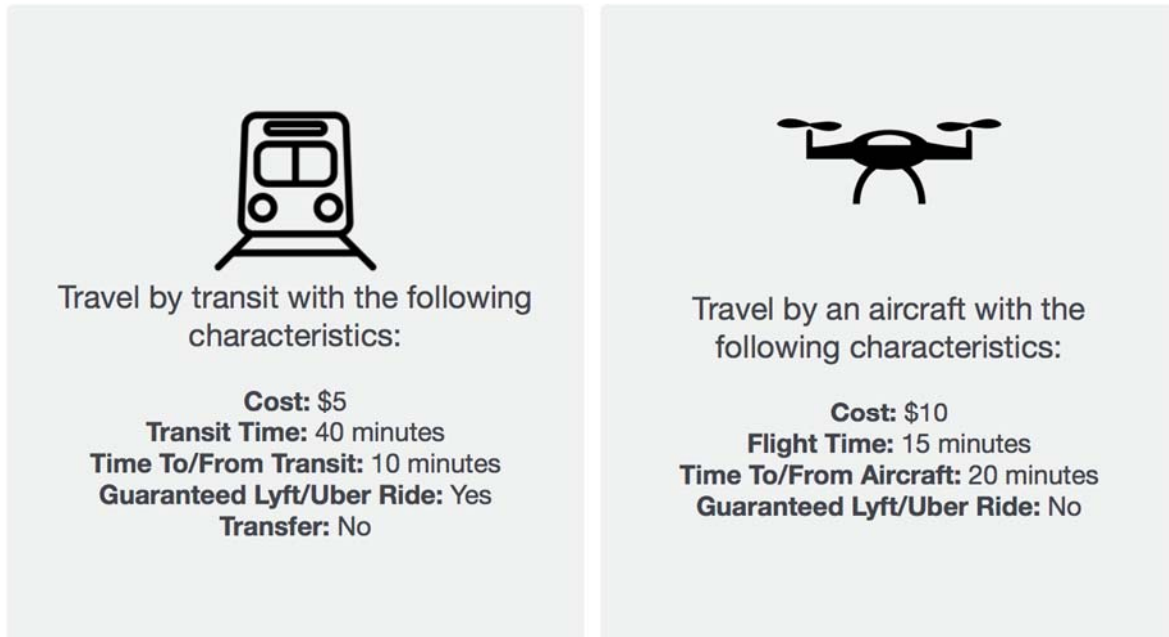 Travel by transit with the following
characteristics:
Cost: $5
Transit Time: 40 minutes
Time To/From Transit: 10 minutes
Guaranteed Lyft/Uber Ride: Yes
Transfer: No
Travel by an aircraft with the
following characteristics:
Cost: $10
Flight Time: 15 minutes
Time To/From Aircraft: 20 minutes
Guaranteed Lyft/Uber Ride: No